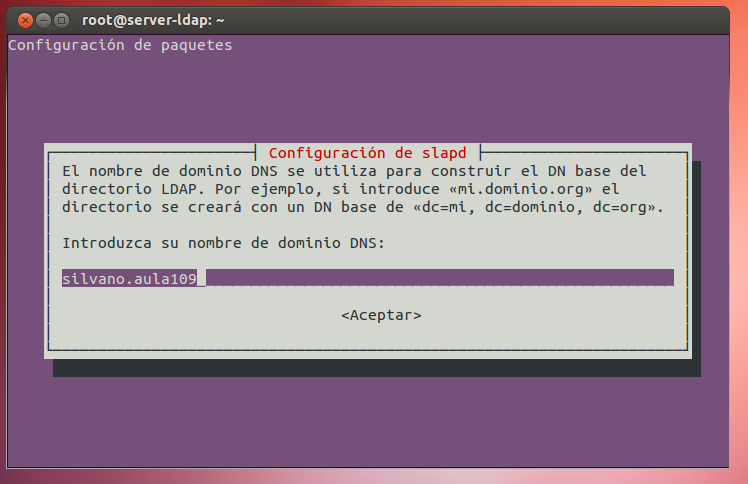 root@server-ldap: ~
Configuración de paquetes
Configuración de slapd
El nombre de dominio DNS se utiliza para construir el DN base del
directorio LDAP. Por ejemplo, si introduce «mi.dominio.org» el
directorio se creará con un DN base de «dc=mi, dc=dominio, dc=org».
Introduzca su nombre de dominio DNS:
silvano.aula109
<Aceptar>